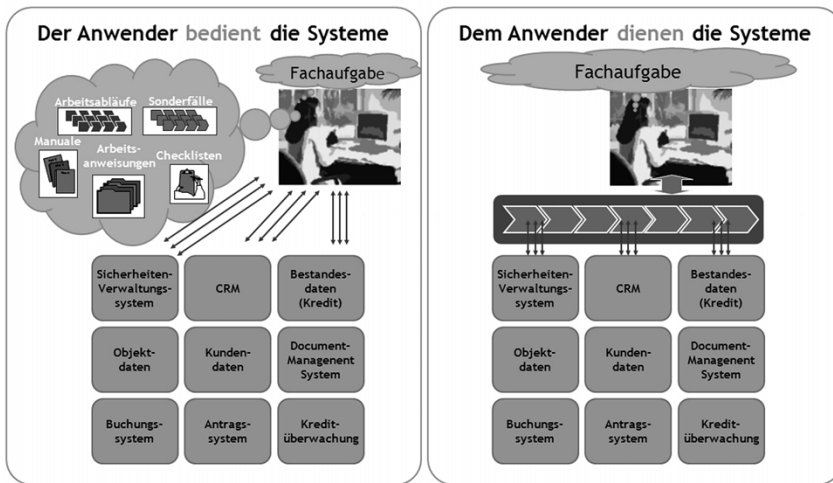 Der Anwender bedient die Systeme
Fachaufgabe
Arbeitsabläufe
Sonderfälle
Manuale
Arbeits-
anweisungen
Checklisten
Sicherheiten-
Verwaltungs-
system
CRM
Bestandes-
daten
(Kredit)
Objekt-
daten
Kunden-
daten
Document-
Managenent
System
Buchungs-
system
Antrags-
system
Kredit-
überwachung
Dem Anwender dienen die Systeme
Fachaufgabe
Sicherheiten-
Verwaltungs-
system
CRM
Bestandes-
daten
(Kredit)
Objekt-
daten
Kunden-
daten
Document-
Managenent
System
Buchungs-
system
Antrags-
system
Kredit-
überwachung